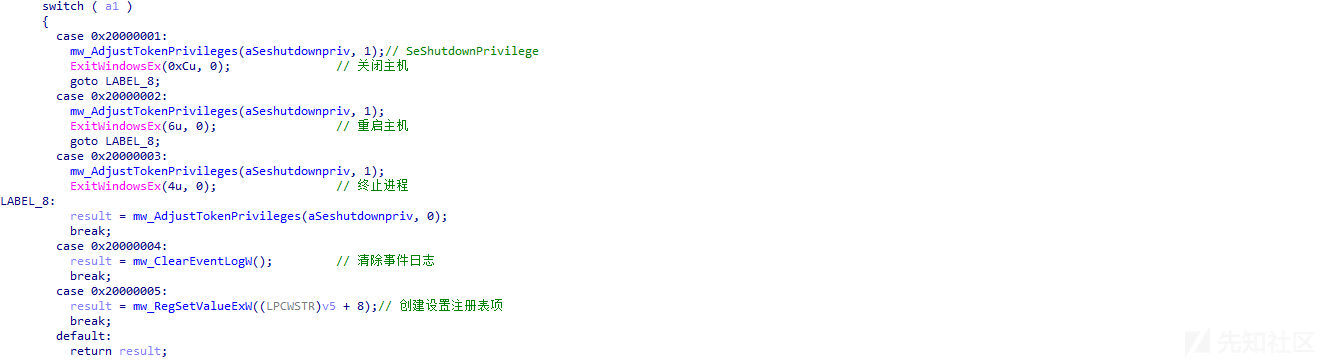 switch ( a1 )
{
case 0x20000001:
mw_AdjustTokenPrivileges(aSeshutdownpriv, 1);// SeShutdownPrivilege
ExitWindowsEx(0xCu, 0); // 关闭主机
goto LABEL_8;
case 0x20000002:
mw_AdjustTokenPrivileges(aSeshutdownpriv, 1);
ExitWindowsEx(6u, 0); // 重启主机
goto LABEL_8;
case 0x20000003:
mw_AdjustTokenPrivileges(aSeshutdownpriv, 1);
ExitWindowsEx(4u, 0); // 终止进程
LABEL_8:
result = mw_AdjustTokenPrivileges(aSeshutdownpriv, 0);
break;
case 0x20000004:
result = mw_ClearEventLogW(); // 清除事件日志
break;
case 0x20000005:
result = mw_RegSetValueExW((LPCWSTR)v5 + 8);// 创建设置注册表项
break;
default:
return result;
先知社区